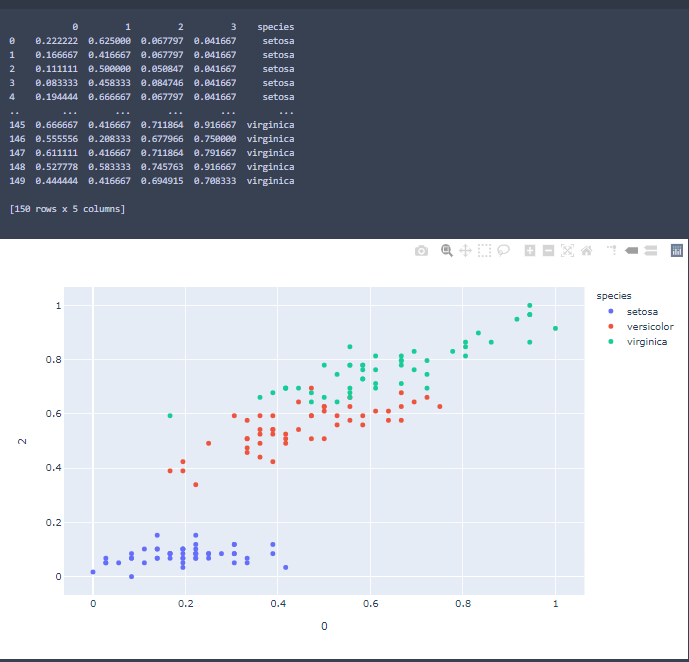 0 1 2 3 species
0 0.222222 0.625000 0.067797 0.041667 setosa
1 0.166667 0.416667 0.067797 0.041667 setosa
2 0.111111 0.500000 0.050847 0.041667 setosa
3 0.083333 0.458333 0.084746 0.041667 setosa
4 0.194444 0.666667 0.067797 0.041667 setosa
.. ... ... ... ... ...
145 0.666667 0.416667 0.711864 0.916667 virginica
146 0.555556 0.208333 0.677966 0.750000 virginica
147 0.611111 0.416667 0.711864 0.791667 virginica
148 0.527778 0.583333 0.745763 0.916667 virginica
149 0.444444 0.416667 0.694915 0.708333 virginica
[150 rows x 5 columns]
species
setosa
versicolor
virginica
1
0.8
0.6
0.4
0.2
0
2
0 0.2 0.4 0.6 0.8 1
0